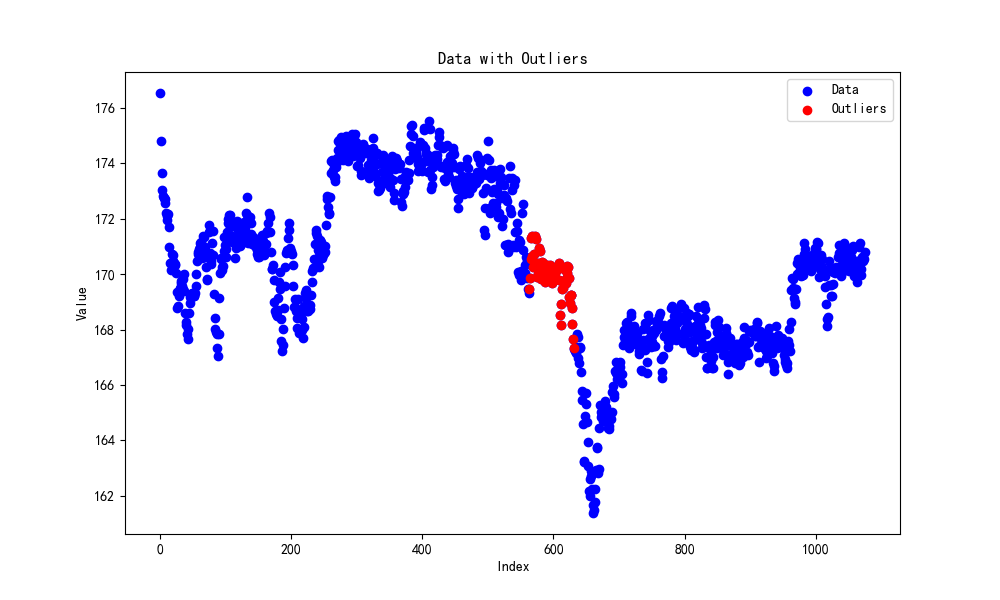 Data with Outliers
Data
Outliers
176
174
172
170
168
166
164
162
Value
0 200 400 600 800 1000
Index